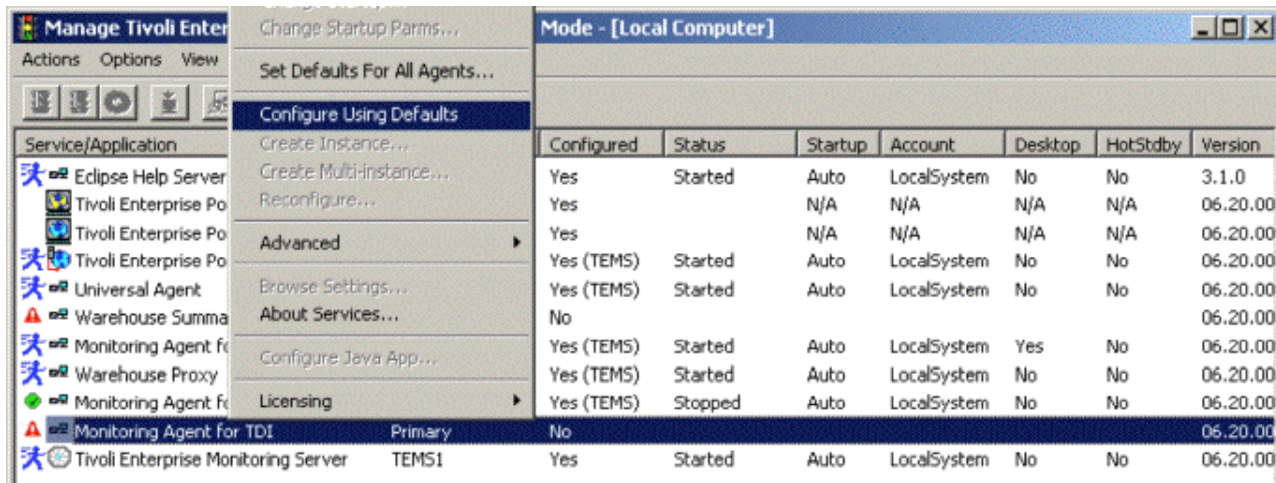 Manage Tivoli Enter Mode - [Local Computer]
Change Startup Parms...
Actions Options View
Set Defaults For All Agents...
Configure Using Defaults
Create Instance...
Create Multi-instance...
Reconfigure...
Advanced
Browse Settings...
About Services...
Configure Java App...
Licensing
Service/Application Configured Status Startup Account Desktop HotStdby Version
Eclipse Help Server Yes Started Auto LocalSystem No No 3.1.0
Tivoli Enterprise Po Yes N/A N/A N/A N/A 06.20.00
Tivoli Enterprise Po Yes N/A N/A N/A N/A 06.20.00
Tivoli Enterprise Po Yes (TEMS) Started Auto LocalSystem No No 06.20.00
Universal Agent Yes (TEMS) Started Auto LocalSystem No No 06.20.00
Warehouse Summa No 06.20.00
Monitoring Agent fo Yes (TEMS) Started Auto LocalSystem Yes No 06.20.00
Warehouse Proxy Yes (TEMS) Started Auto LocalSystem No No 06.20.00
Monitoring Agent fo Yes (TEMS) Stopped Auto LocalSystem No No 06.20.00
Monitoring Agent for TDI Primary No 06.20.00
Tivoli Enterprise Monitoring Server TEMS1 Yes Started Auto LocalSystem No No 06.20.00